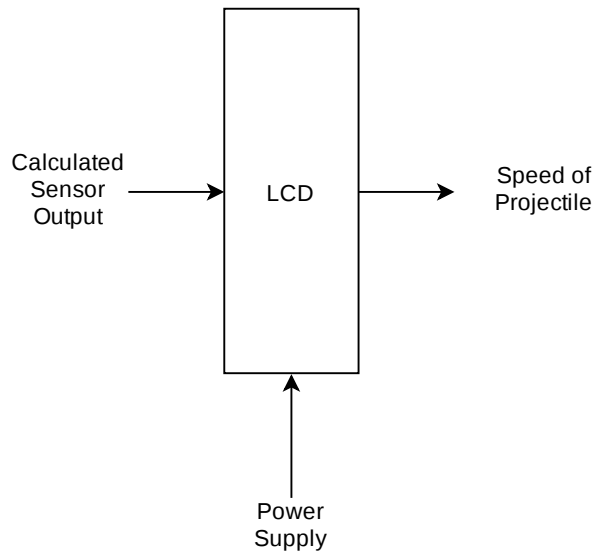 Calculated
Sensor
Output
LCD
Speed of
Projectile
Power
Supply